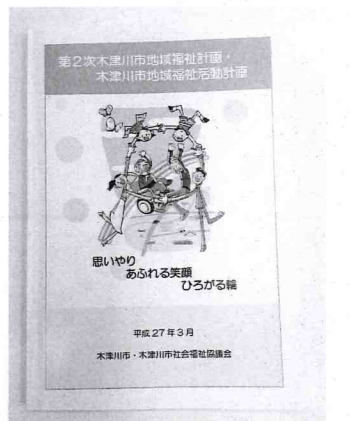 第2次木津川市地域福祉計画・
木津川市地域福祉活動計画
思いやり
あふれる笑顔
ひろがる輪
平成27年3月
木津川市・木津川市社会福祉協議会